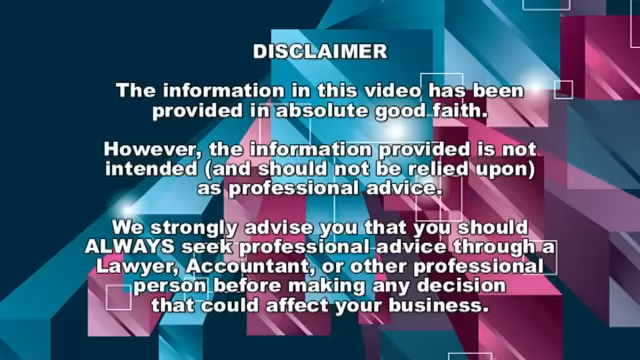 DISCLAIMER
The information in this video has been
provided in absolute good faith.
However, the information provided is not
intended (and should not be relied upon)
as professional advice.
We strongly advise you that you should
ALWAYS seek professional advice through a
Lawyer, Accountant, or other professional
person before making any decision
that could affect your business.